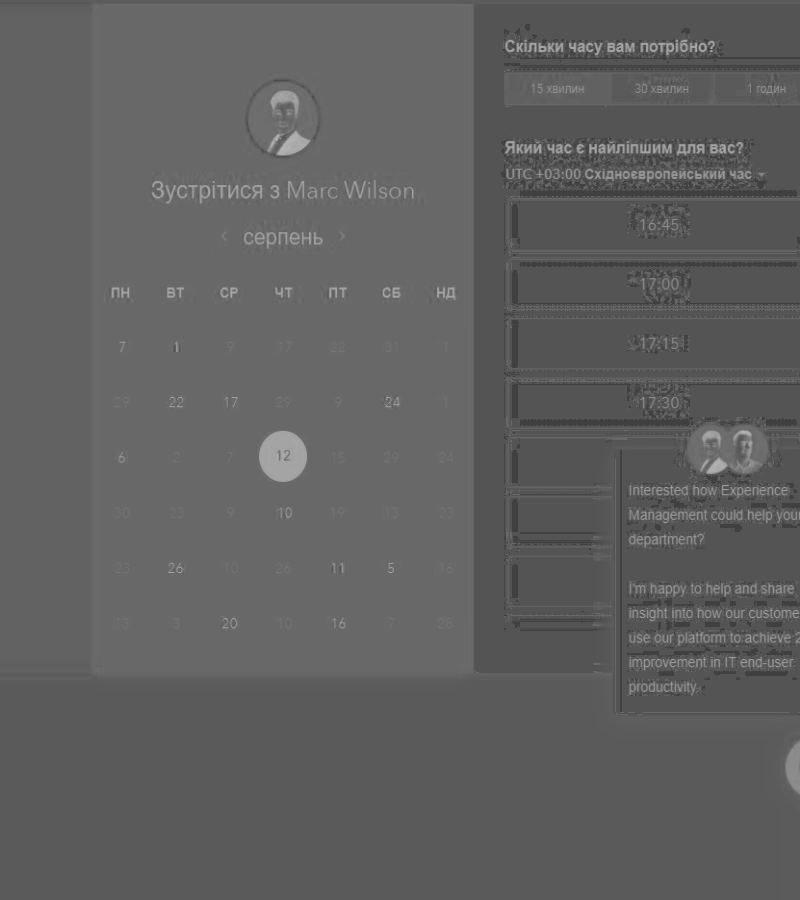 Зустрітися з Marc Wilson
серпень
ПН ВТ СР ЧТ ПТ СБ НД
7 1 9 17 22 31 1
29 22 17 29 9 24 1
6 2 7 12 15 29 24
30 23 9 10 19 13 23
23 26 10 26 11 5 16
23 3 20 10 16 7 28
Скільки часу вам потрібно?
15 хвилин 30 хвилин 1 годин
Який час є найліпшим для вас?
UTC +03:00 Східноєвропейський час
16:45
17:00
17:15
17:30
Interested how Experience
Management could help your
department?
I'm happy to help and share
insight into how our custome
use our platform to achieve 2
improvement in IT end-user
productivity.